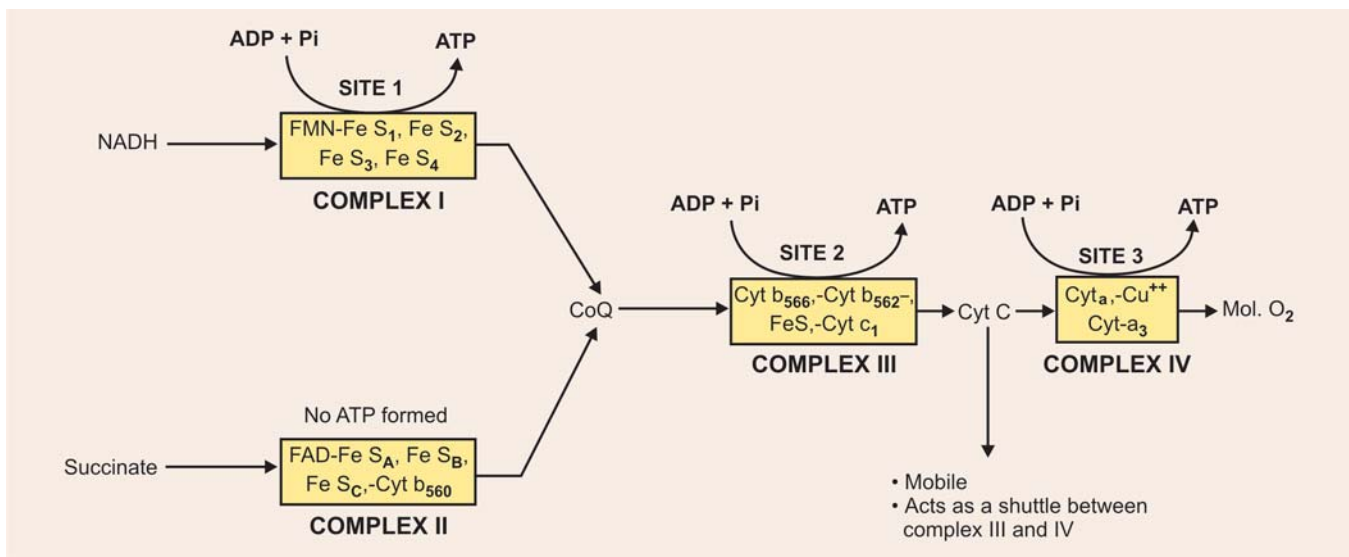 ADP + Pi
ATP
SITE 1
NADH
FMN-Fe S1, Fe S2,
Fe S3, Fe S4
COMPLEX I
ADP + Pi
ATP
ADP + Pi
ATP
SITE 2
SITE 3
CoQ
Cyt b566,-Cyt b562–,
FeS,-Cyt c1
Cyt C
Cyta,-Cu++
Cyt-a3
Mol. O2
COMPLEX III
COMPLEX IV
No ATP formed
Succinate
FAD-Fe SA, Fe SB,
Fe SC,-Cyt b560
COMPLEX II
• Mobile
• Acts as a shuttle between
complex III and IV